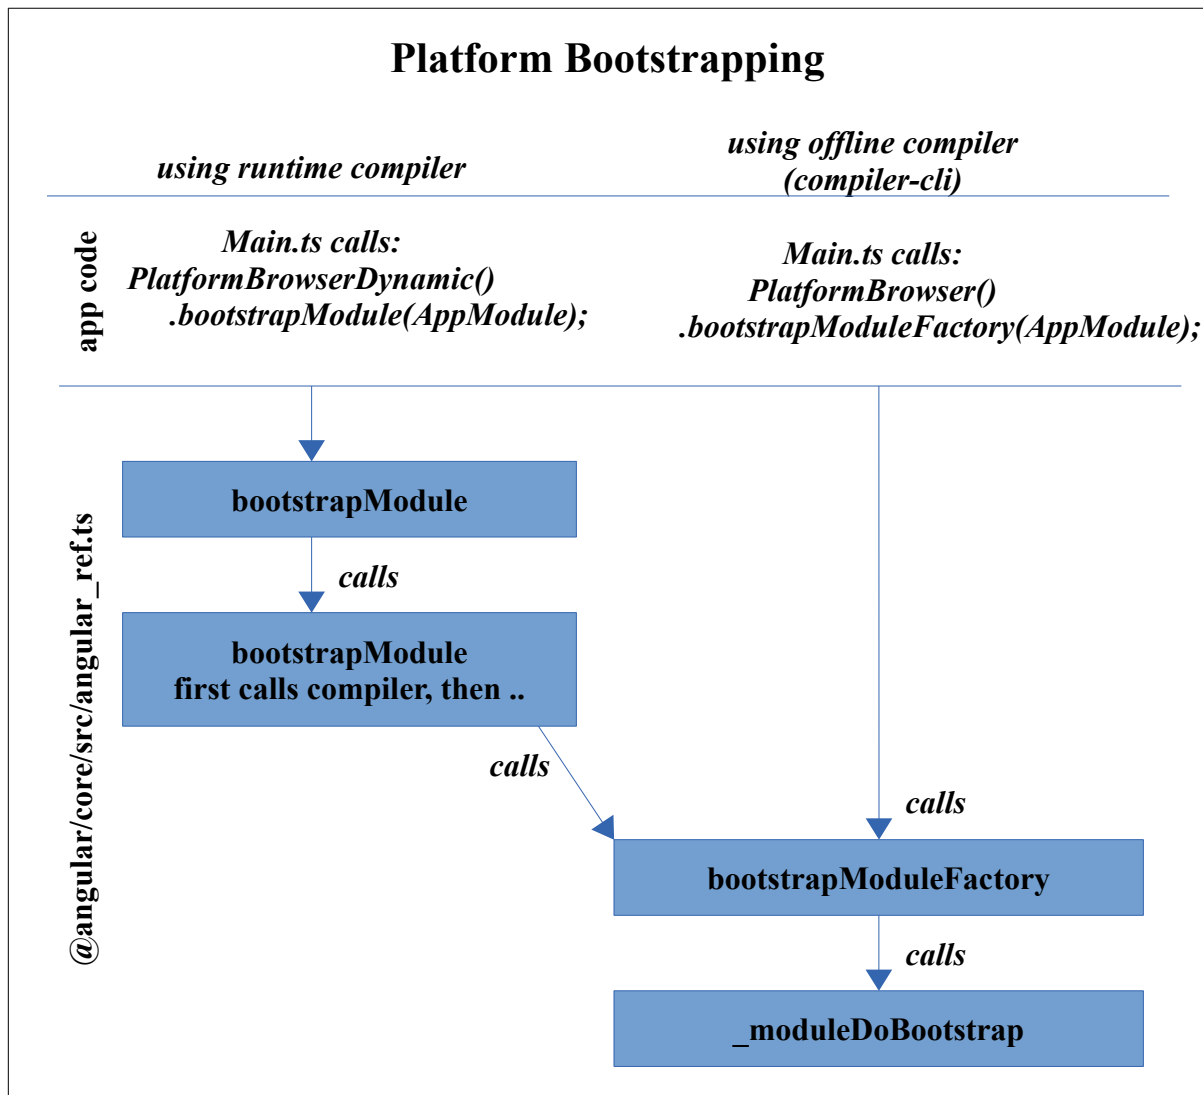 Platform Bootstrapping
using runtime compiler
using offline compiler
(compiler-cli)
app code
Main.ts calls:
PlatformBrowserDynamic()
.bootstrapModule(AppModule);
Main.ts calls:
PlatformBrowser()
.bootstrapModuleFactory(AppModule);
@angular/core/src/angular_ref.ts
bootstrapModule
calls
bootstrapModule
first calls compiler, then ..
calls
calls
bootstrapModuleFactory
calls
_moduleDoBootstrap